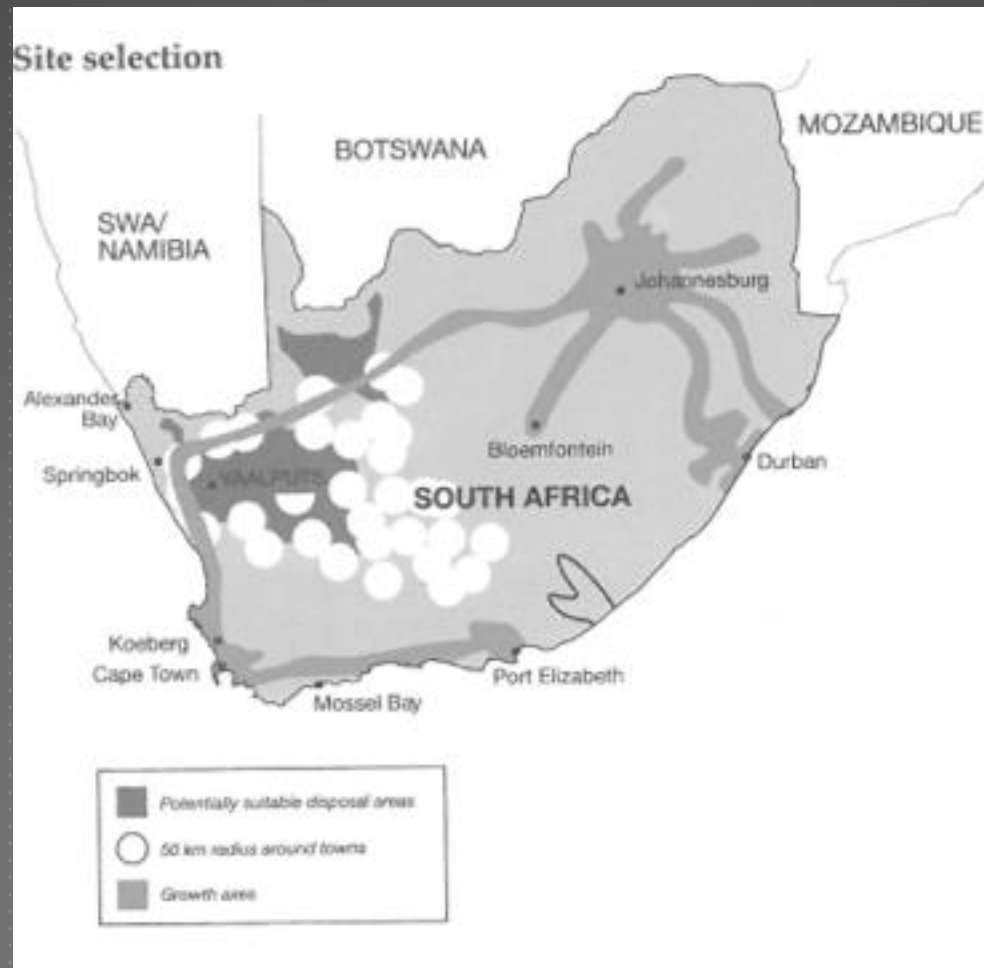 Site selection
BOTSWANA
MOZAMBIQUE
SWA/
NAMIBIA
Johannesburg
Alexander
Bay
Bloemfontein
Springbok
VAALPUTS
Durban
SOUTH AFRICA
Koeberg
Cape Town
Port Elizabeth
Mossel Bay
Potentially suitable disposal areas
50 km radius around towns
Growth area